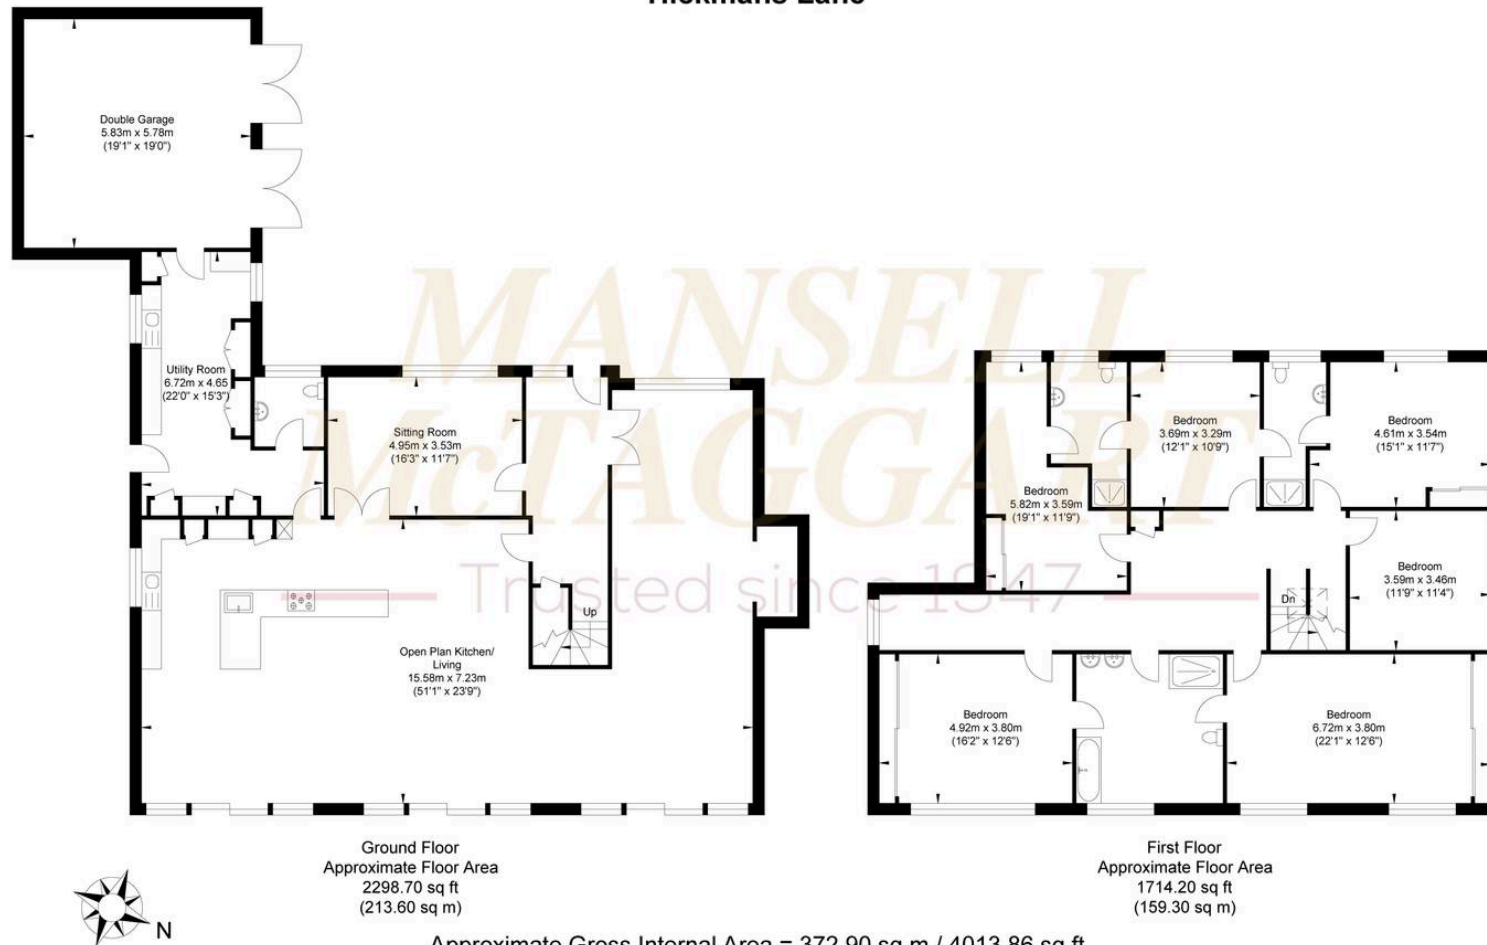 Hickmans Lane
Double Garage
5.83m x 5.78m
(19'1" x 19'0")
Utility Room
6.72m x 4.65
(22'0" x 15'3")
Sitting Room
4.95m x 3.53m
(16'3" x 11'7")
Up
Open Plan Kitchen/
Living
15.58m x 7.23m
(51'1" x 23'9")
Bedroom
5.82m x 3.59m
(19'1" x 11'9")
Bedroom
3.69m x 3.29m
(12'1" x 10'9")
Bedroom
4.61m x 3.54m
(15'1" x 11'7")
Bedroom
3.59m x 3.46m
(11'9" x 11'4")
Dn
Bedroom
4.92m x 3.80m
(16'2" x 12'6")
Bedroom
6.72m x 3.80m
(22'1" x 12'6")
MANSELL
McTAGGART
Trusted since 1947
Ground Floor
Approximate Floor Area
2298.70 sq ft
(213.60 sq m)
First Floor
Approximate Floor Area
1714.20 sq ft
(159.30 sq m)
N
Approximate Gross Internal Area = 372.90 sq m / 4013.86 sq ft